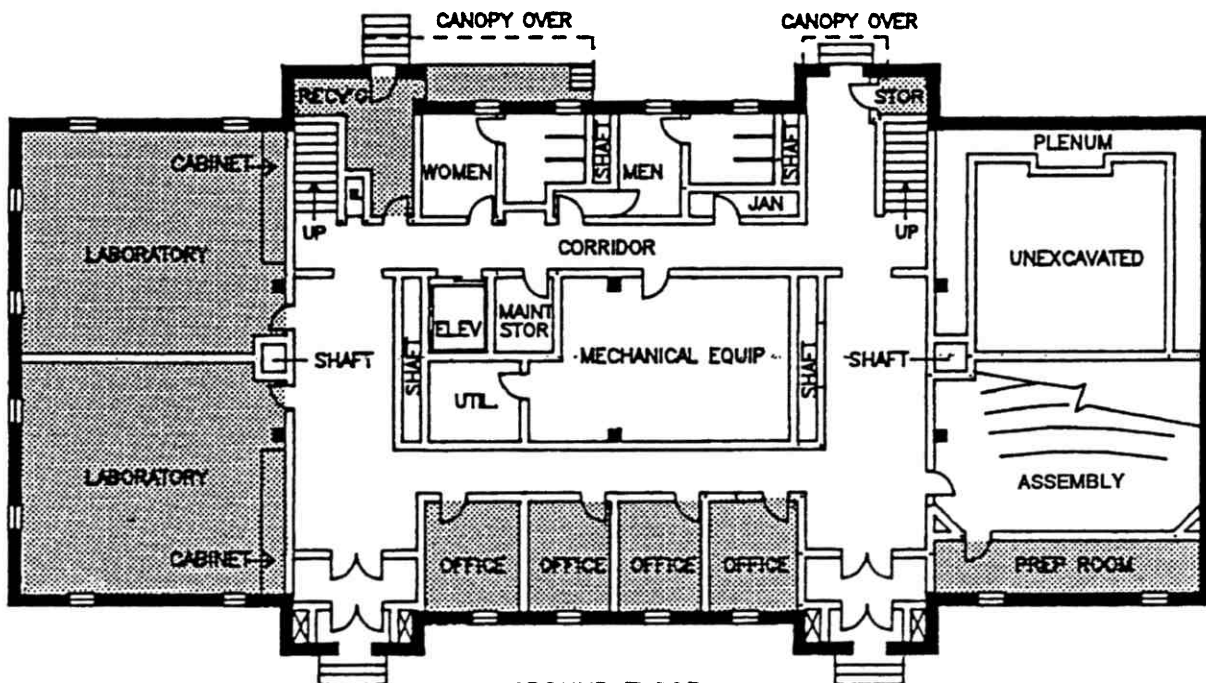 CANOPY OVER
CANOPY OVER
RECV'G
STOR
CABINET
WOMEN
SHAFT
MEN
SHAFT
JAN
PLENUM
UP
UP
LABORATORY
CORRIDOR
UNEXCAVATED
ELEV
MAINT
STOR
SHAFT
SHAFT
MECHANICAL EQUIP
SHAFT
SHAFT
UTIL.
LABORATORY
ASSEMBLY
CABINET
OFFICE
OFFICE
OFFICE
OFFICE
PREP ROOM